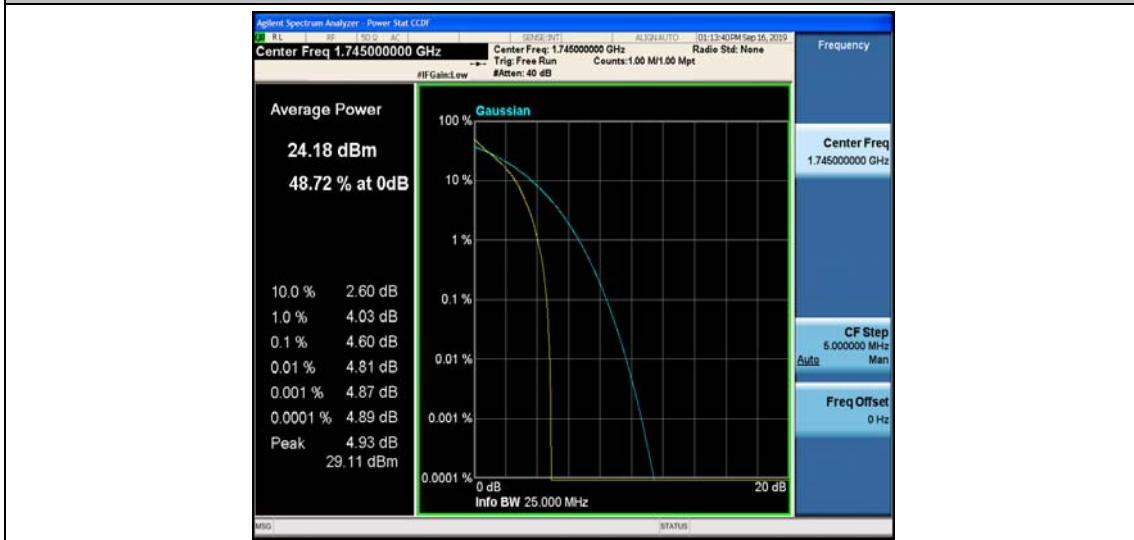 Agilent Spectrum Analyzer - Power Stat CCDF
RL RF 50 Ω AC SENSE:INT ALIGN AUTO 01:13:40 PM Sep 16, 2019
Center Freq 1.745000000 GHz Center Freq: 1.745000000 GHz Radio Std: None
Trig: Free Run Counts:1.00 M/1.00 Mpt
#IFGain:Low #Atten: 40 dB
Frequency
Average Power
24.18 dBm
48.72 % at 0dB
10.0 % 2.60 dB
1.0 % 4.03 dB
0.1 % 4.60 dB
0.01 % 4.81 dB
0.001 % 4.87 dB
0.0001 % 4.89 dB
Peak 4.93 dB
29.11 dBm
Gaussian
100 %
10 %
1 %
0.1 %
0.01 %
0.001 %
0.0001 %
0 dB 20 dB
Info BW 25.000 MHz
Center Freq
1.745000000 GHz
CF Step
5.000000 MHz
Auto Man
Freq Offset
0 Hz
MSG STATUS